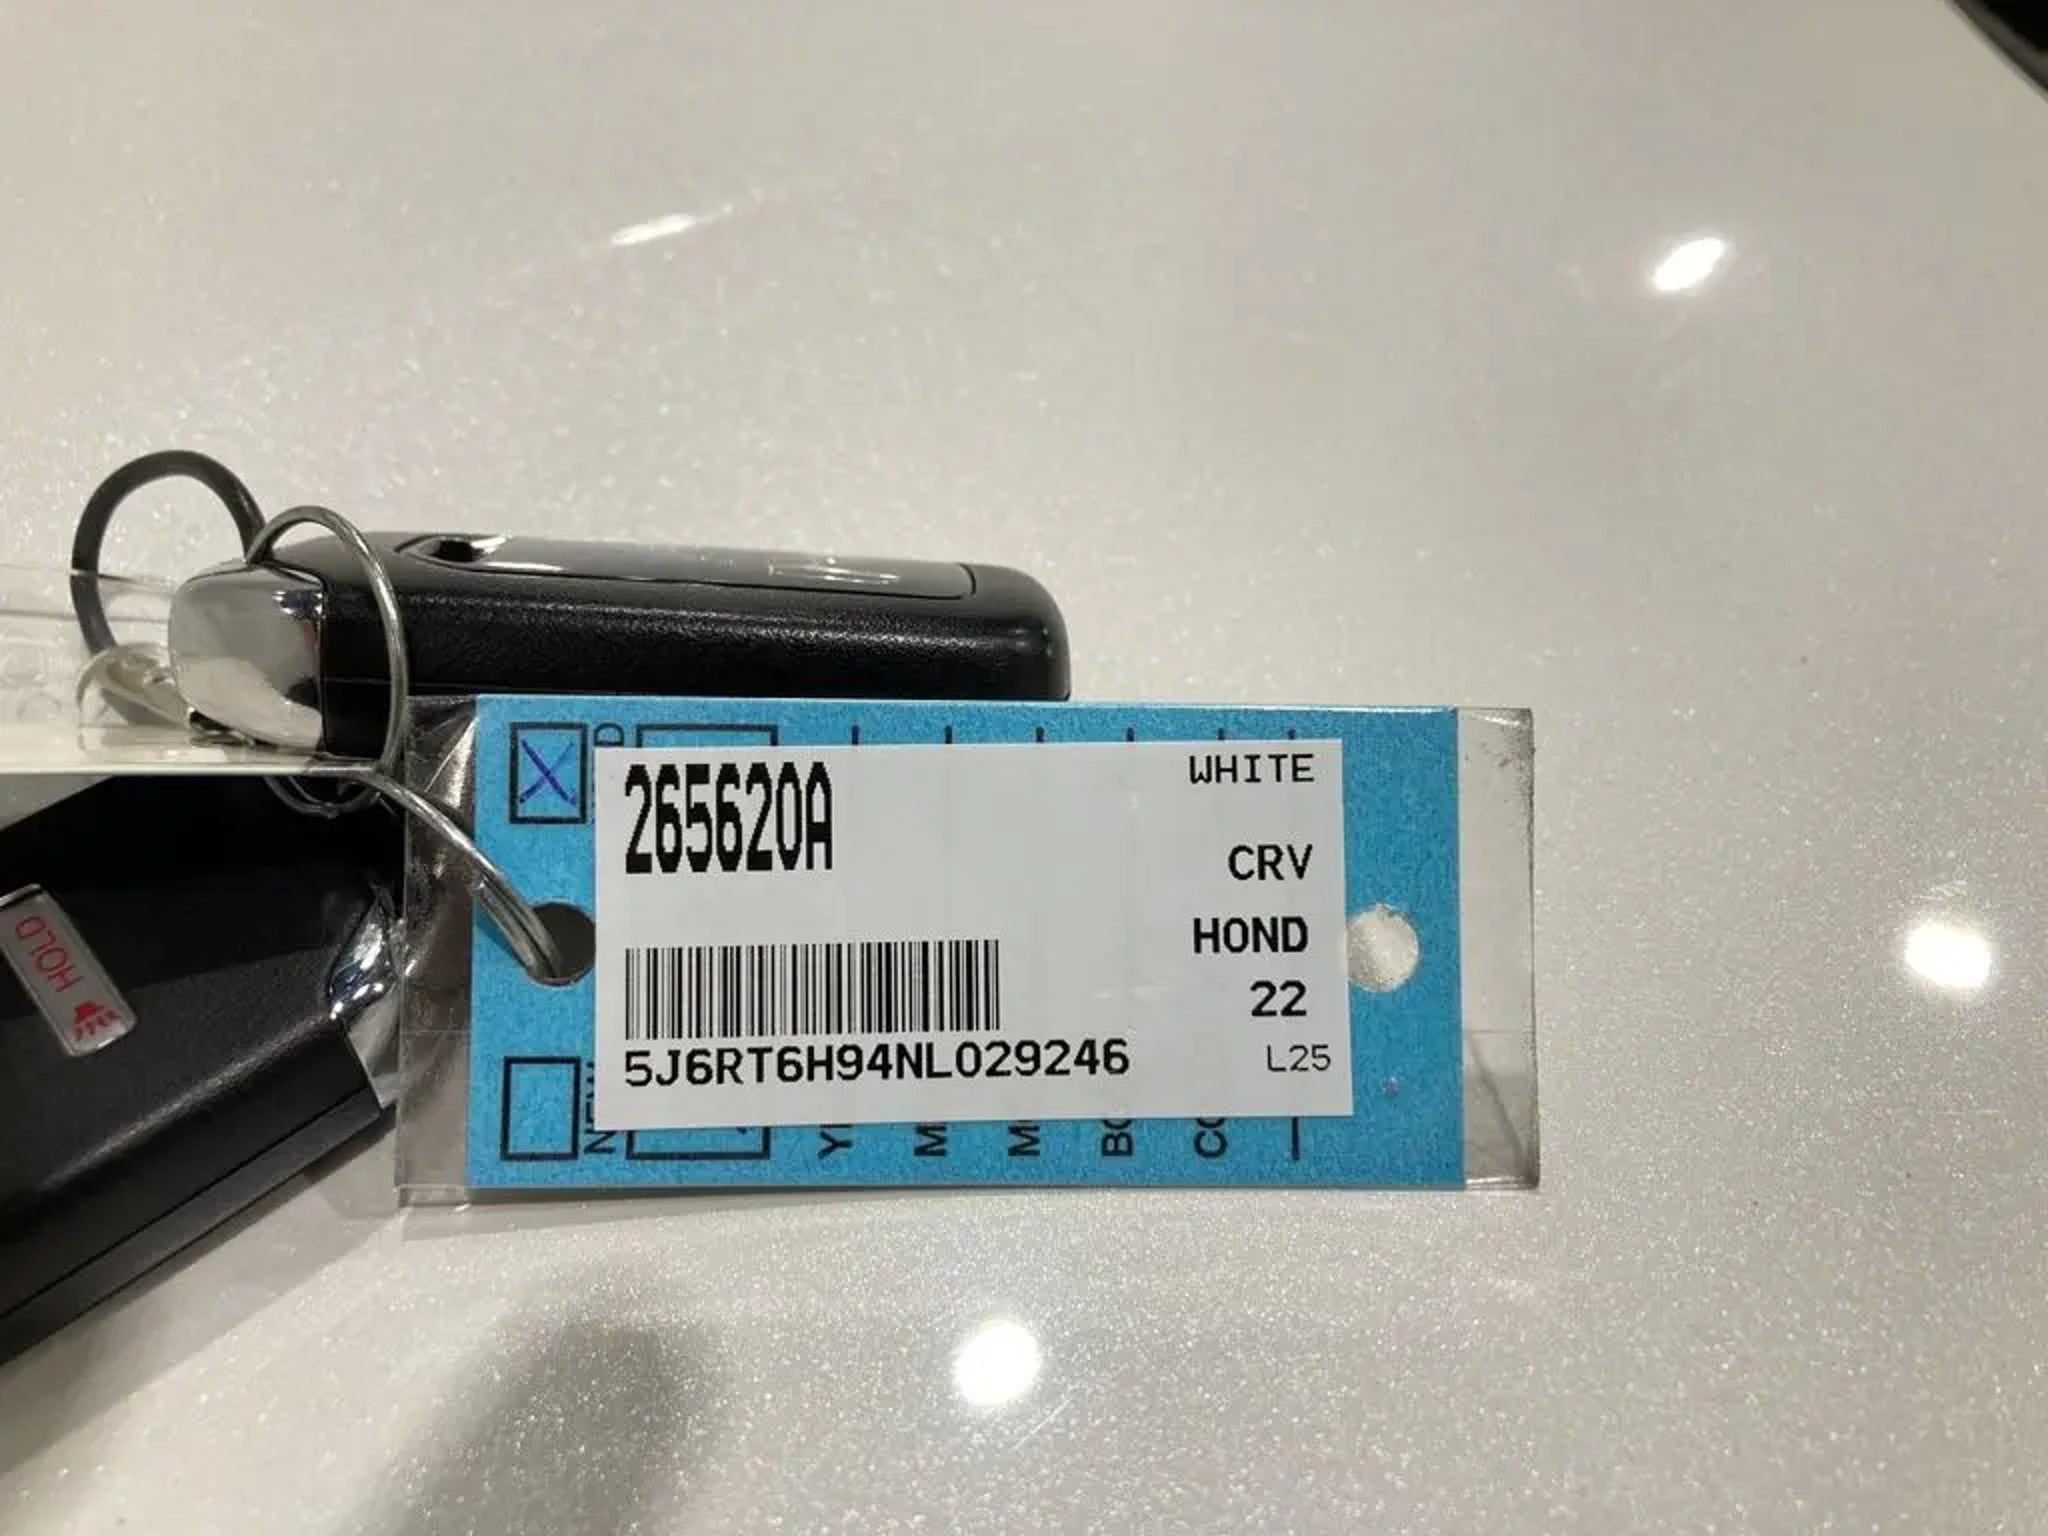 265620A
WHITE
CRV
HOND
22
5J6RT6H94NL029246
L25
HOLD